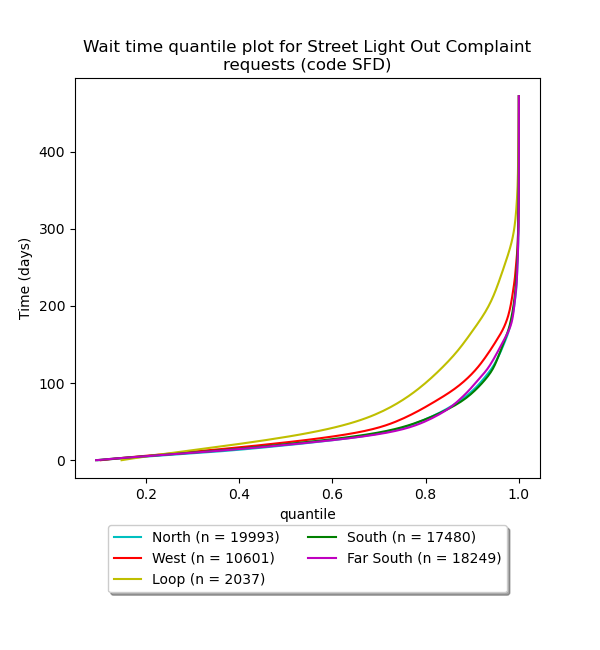 Wait time quantile plot for Street Light Out Complaint
requests (code SFD)
Time (days)
400
300
200
100
0
0.2 0.4 0.6 0.8 1.0
quantile
North (n = 19993) South (n = 17480)
West (n = 10601) Far South (n = 18249)
Loop (n = 2037)